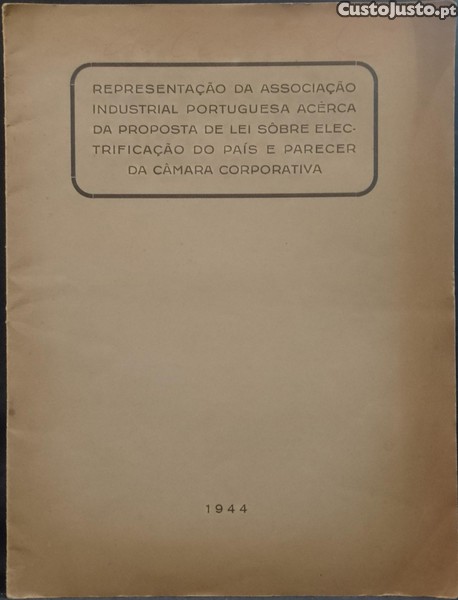 CustoJusto.pt
REPRESENTAÇÃO DA ASSOCIAÇÃO
INDUSTRIAL PORTUGUESA ACÊRCA
DA PROPOSTA DE LEI SÔBRE ELEC-
TRIFICAÇÃO DO PAÍS E PARECER
DA CÂMARA CORPORATIVA
1944